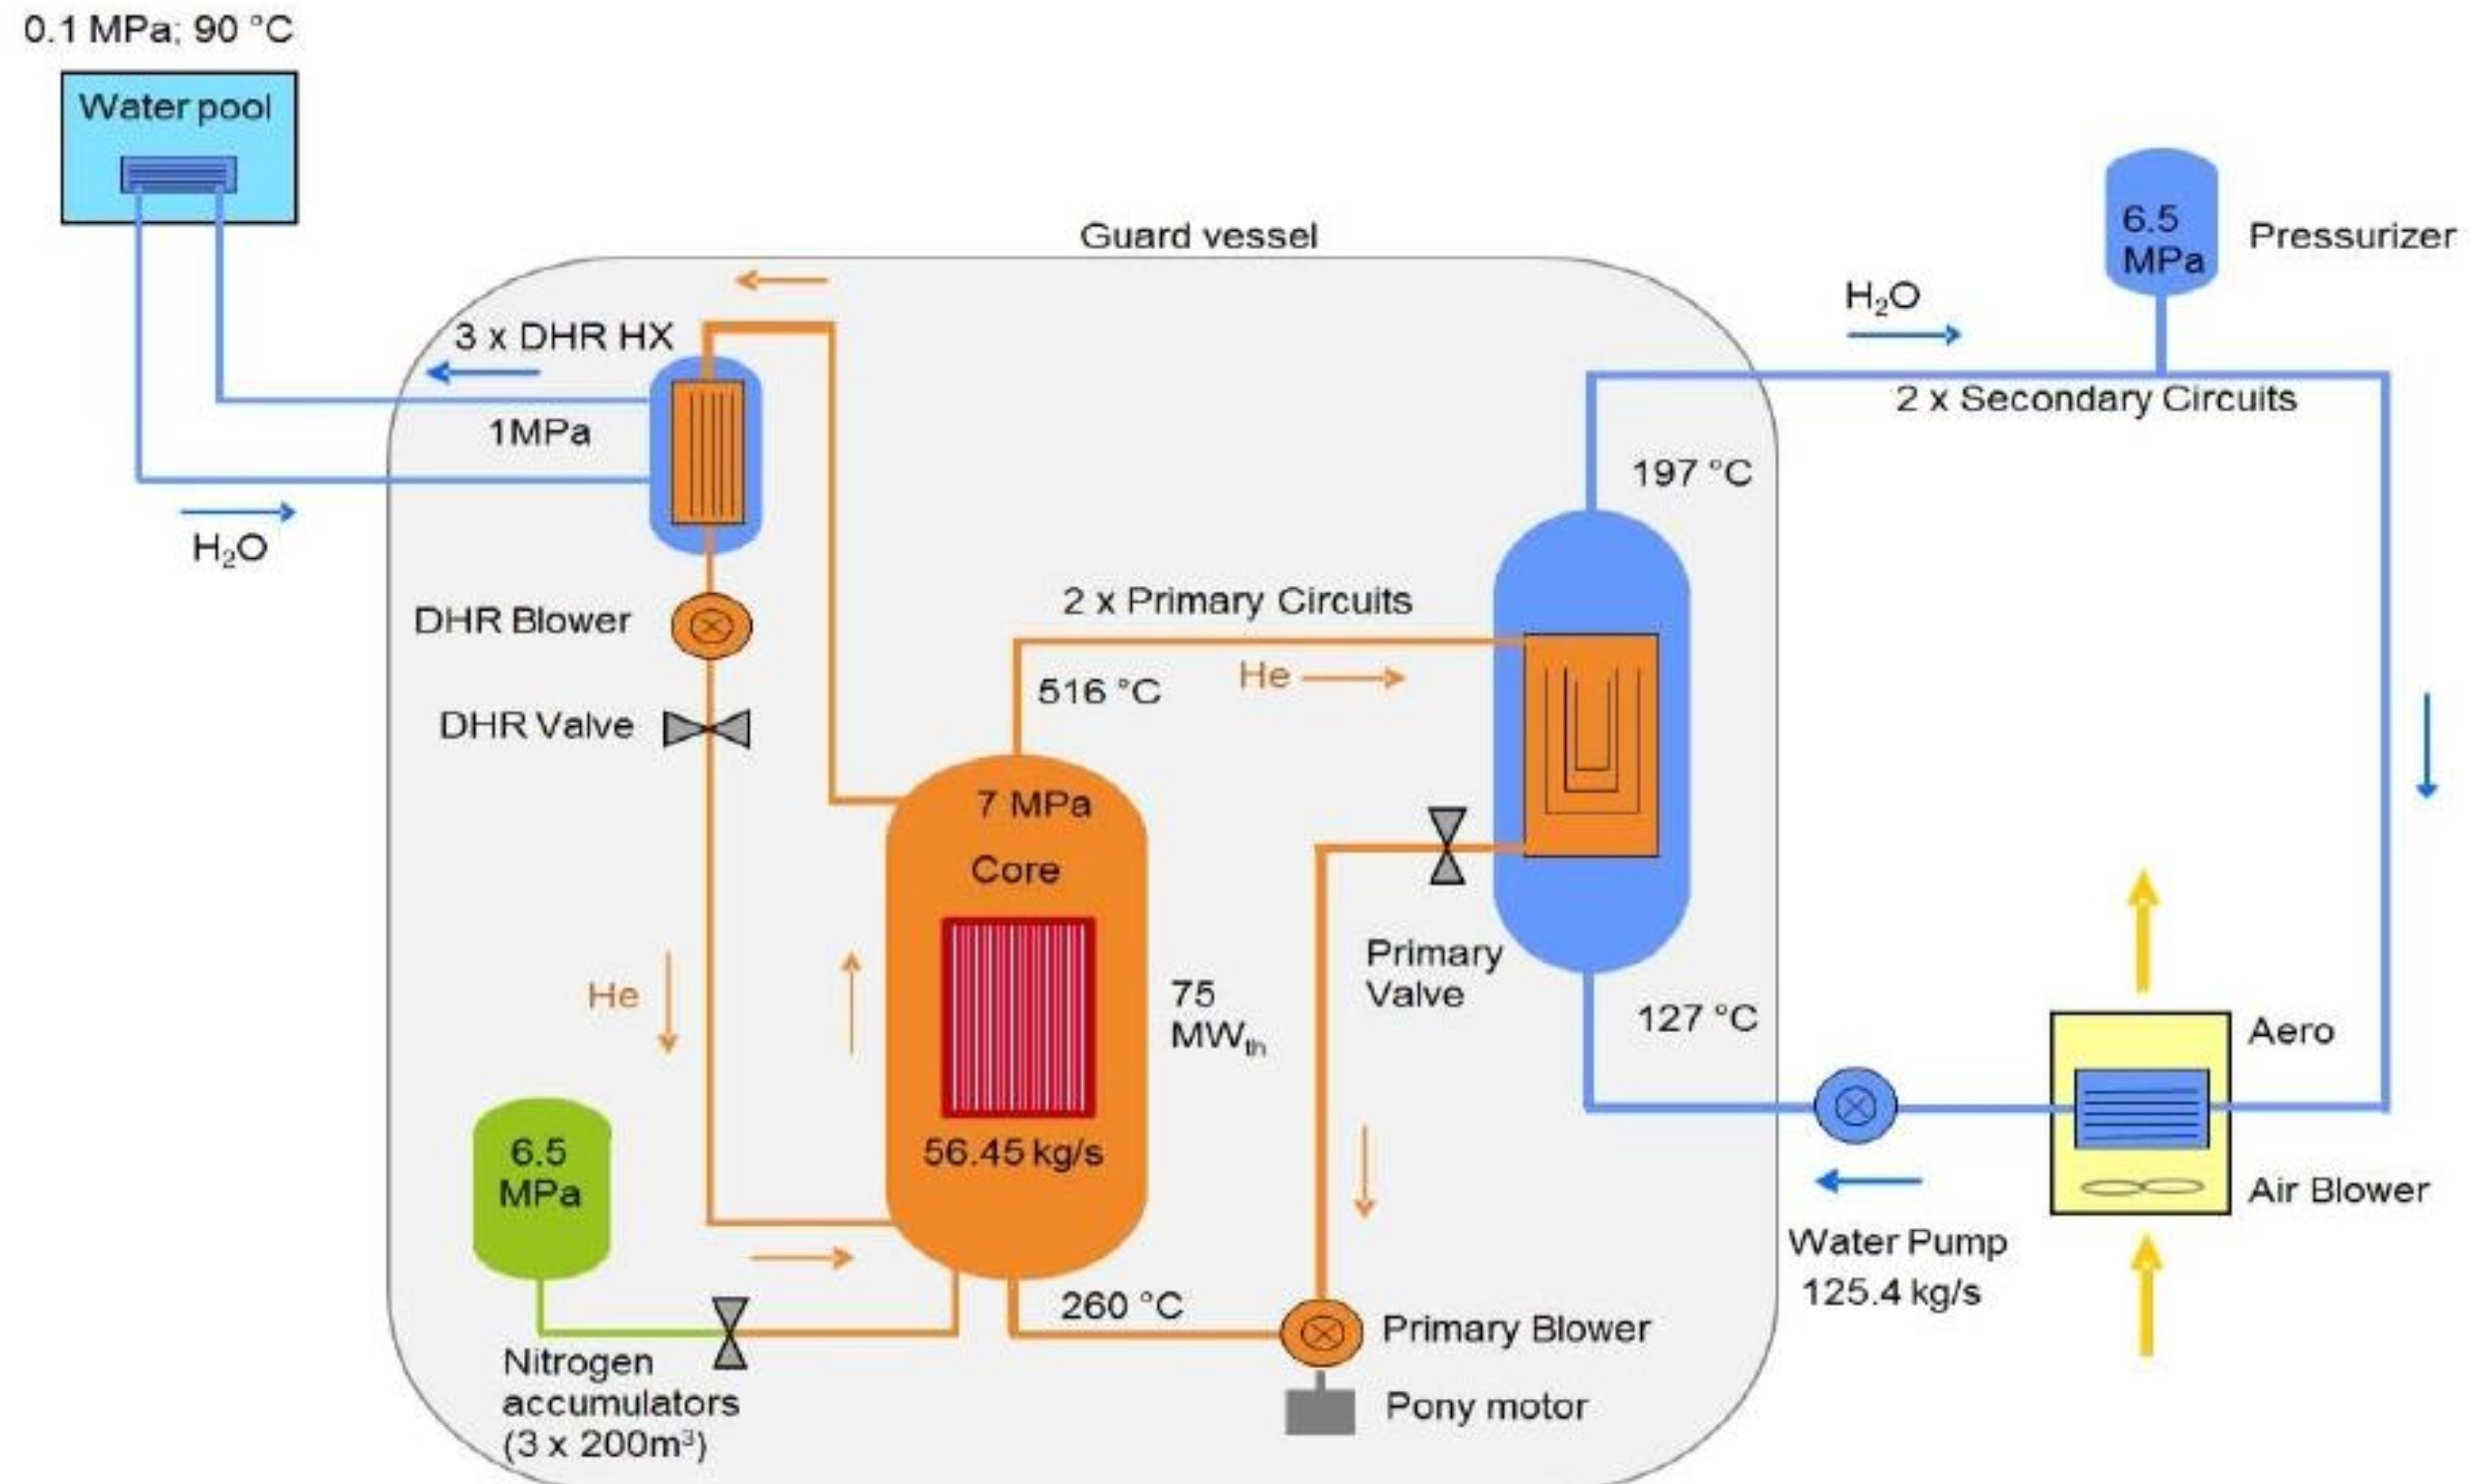 0.1 MPa; 90 °C
Water pool
Guard vessel
6.5
MPa
Pressurizer
H₂O
3 x DHR HX
2 x Secondary Circuits
1MPa
197 °C
H₂O
2 x Primary Circuits
DHR Blower
He
516 °C
DHR Valve
7 MPa
Core
Primary
Valve
He
75
MWth
127 °C
Aero
6.5
MPa
56.45 kg/s
Air Blower
Water Pump
125.4 kg/s
260 °C
Primary Blower
Nitrogen
accumulators
(3 x 200m³)
Pony motor